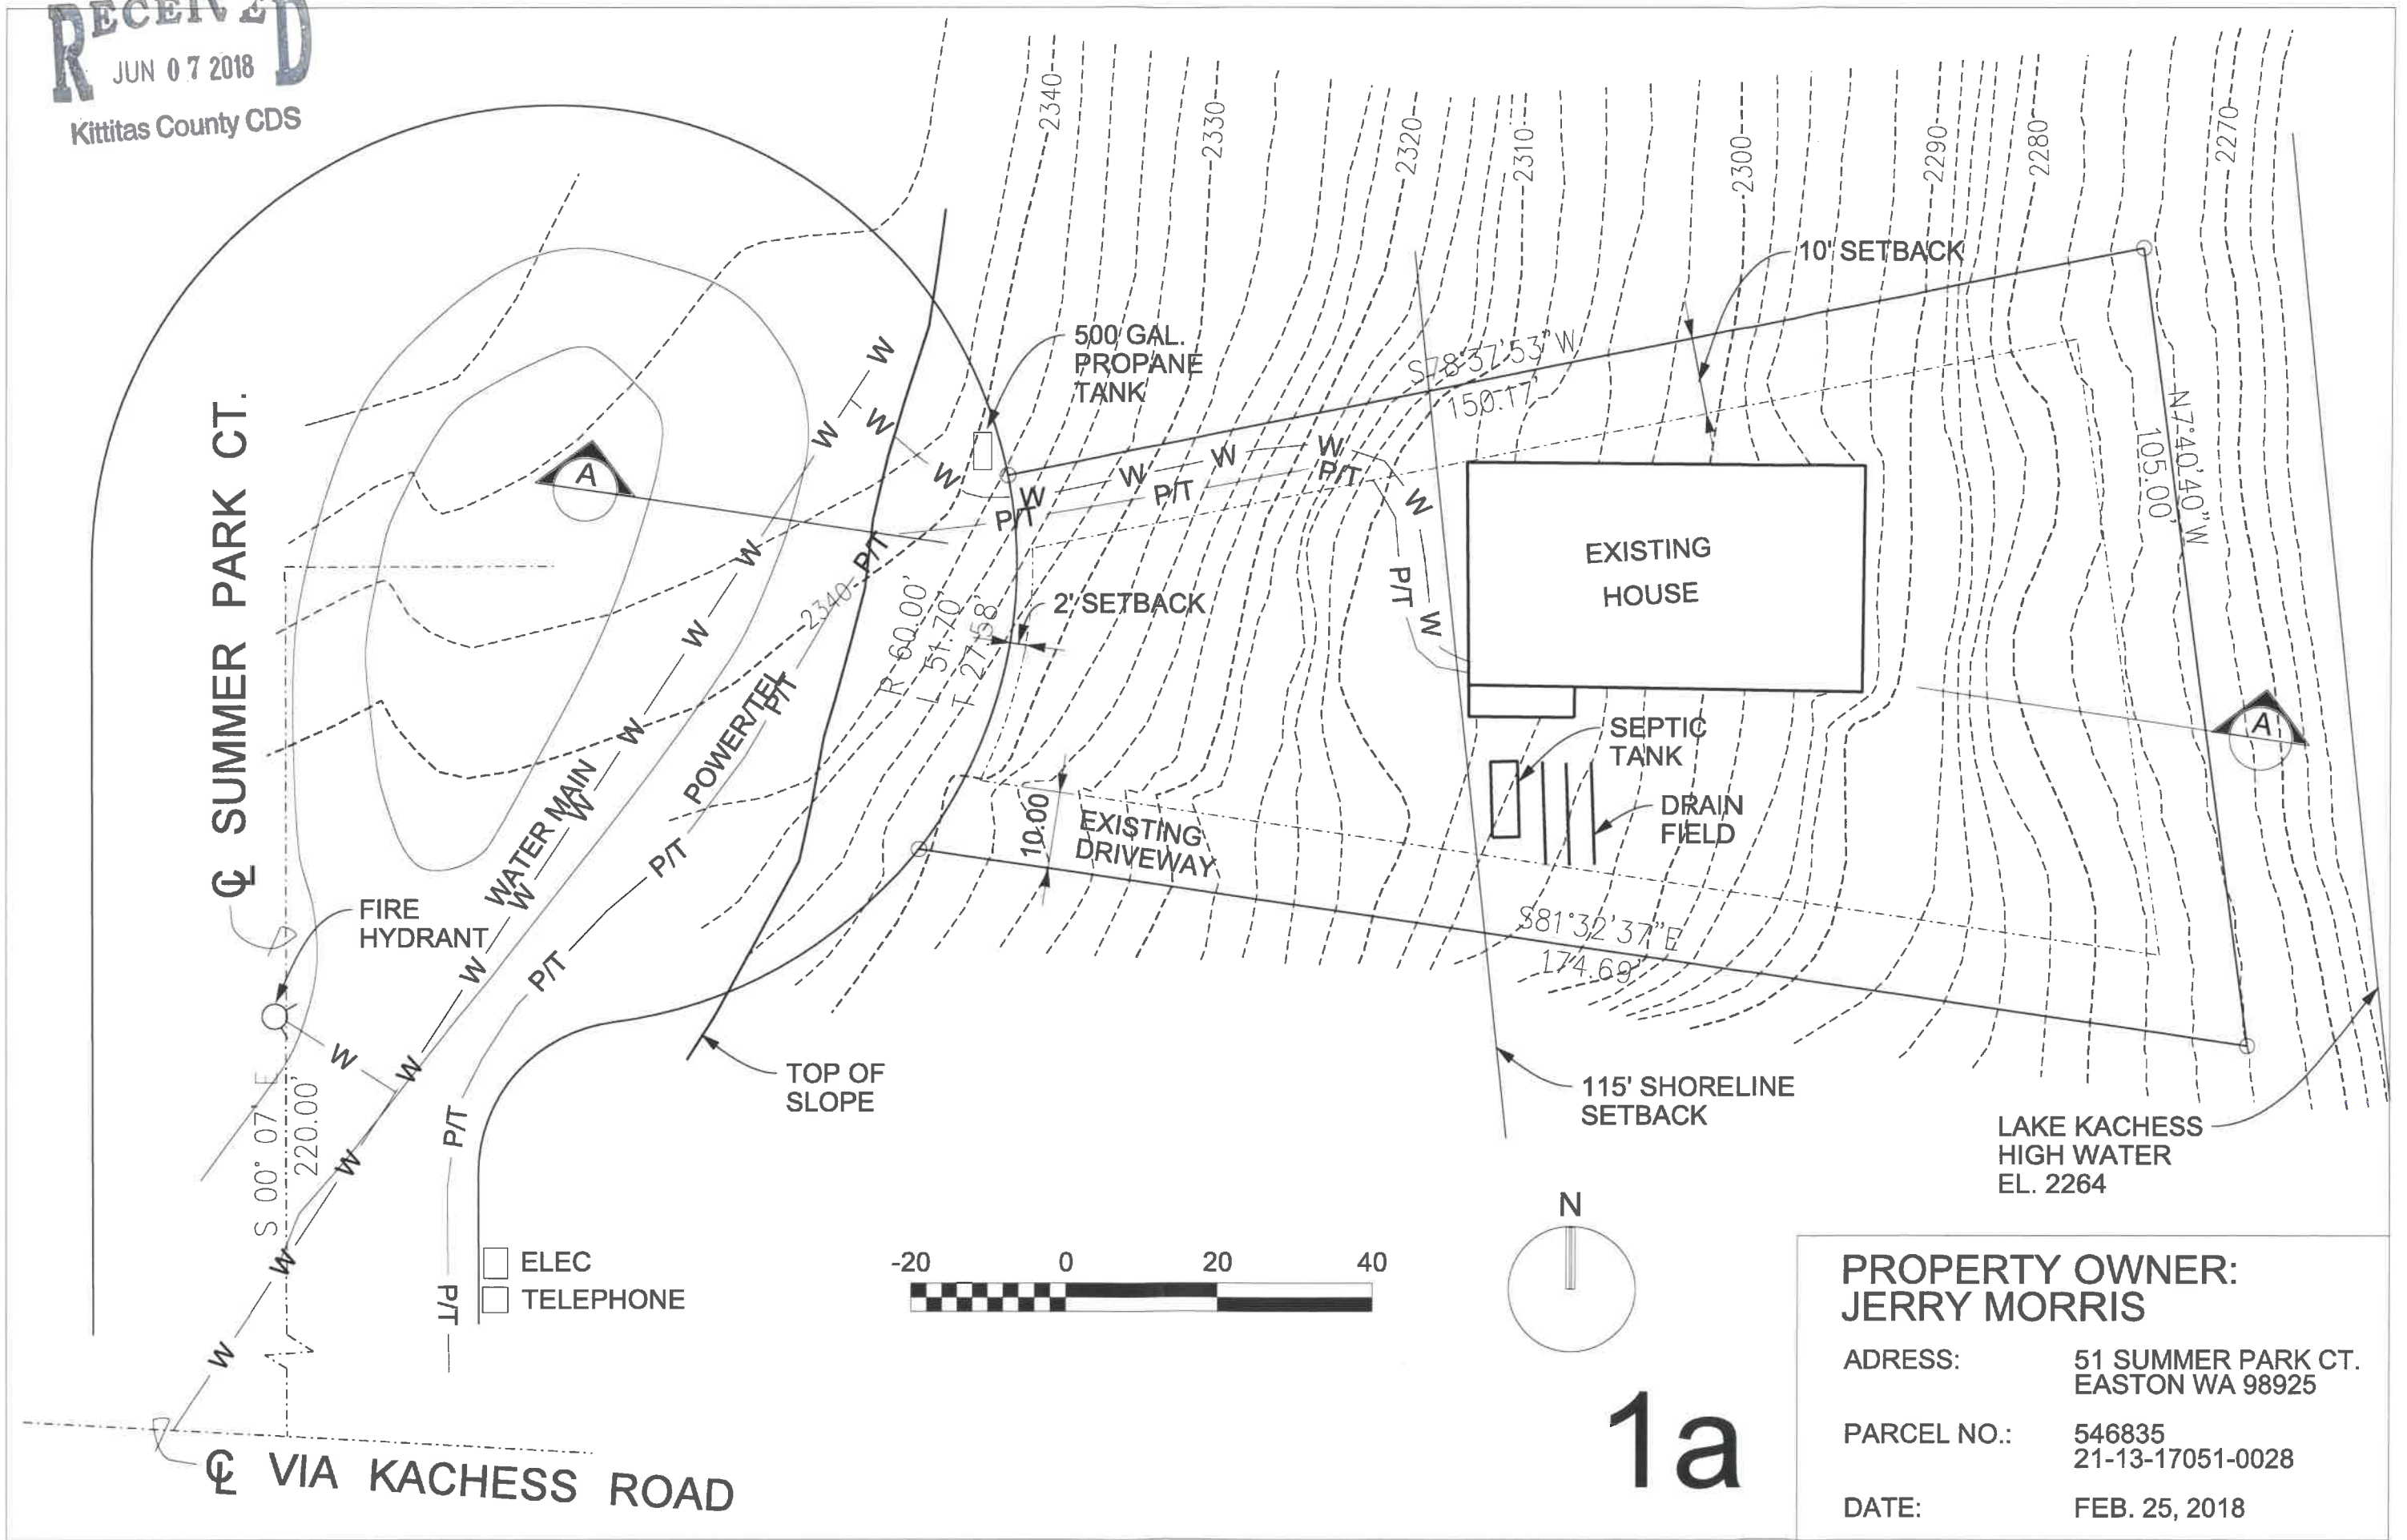 RECEIVED
JUN 07 2018
Kittitas County CDS
2340
2330
2320
2310
2300
2290
2280
2270
10' SETBACK
500 GAL.
PROPANE
TANK
S78°37'53"W
150.17'
N7°40'40"W
105.00'
℄ SUMMER PARK CT.
A
W
W
W
W
W
W
W
W
W
W
P/T
P/T
P/T
P/T
P/T
W
W
EXISTING
HOUSE
2340
2' SETBACK
R 60.00'
L 51.70
T 27.58'
W
W
W
W
WATER MAIN
POWER/TEL
P/T
P/T
SEPTIC
TANK
A
DRAIN
FIELD
10.00
EXISTING
DRIVEWAY
S81°32'37"E
174.69'
FIRE
HYDRANT
W
W
W
W
P/T
P/T
P/T
TOP OF
SLOPE
115' SHORELINE
SETBACK
LAKE KACHESS
HIGH WATER
EL. 2264
S 00° 07' E
220.00'
W
W
W
ELEC
TELEPHONE
-20 0 20 40
N
1a
℄ VIA KACHESS ROAD
PROPERTY OWNER:
JERRY MORRIS
ADRESS: 51 SUMMER PARK CT.
EASTON WA 98925
PARCEL NO.: 546835
21-13-17051-0028
DATE: FEB. 25, 2018